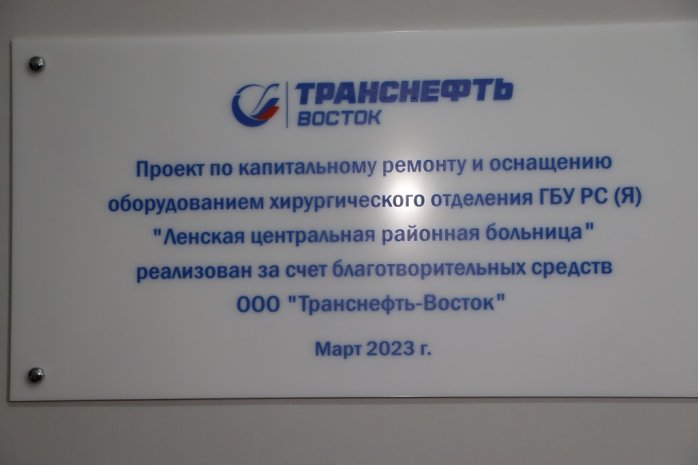 ТРАНСНЕФТЬ
ВОСТОК
Проект по капитальному ремонту и оснащению
оборудованием хирургического отделения ГБУ РС (Я)
"Ленская центральная районная больница"
реализован за счет благотворительных средств
ООО "Транснефть-Восток"
Март 2023 г.